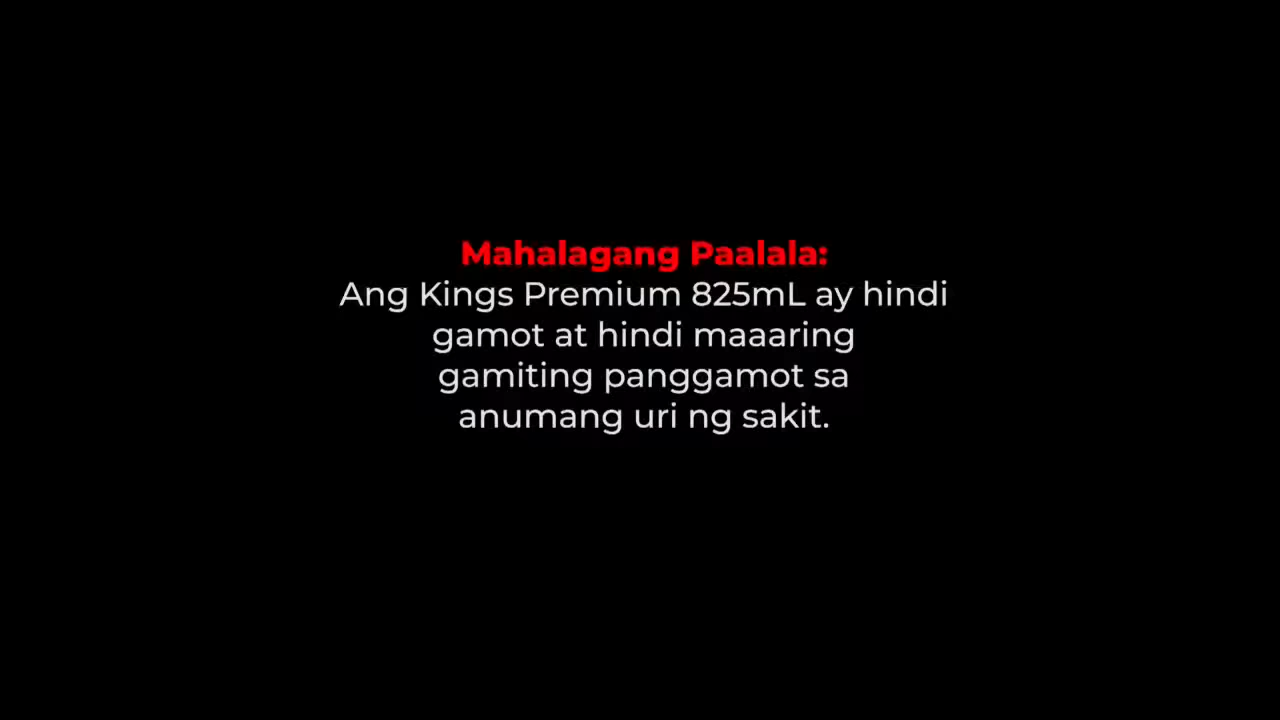 Mahalagang Paalala:
Ang Kings Premium 825mL ay hindi
gamot at hindi maaaring
gamiting panggamot sa
anumang uri ng sakit.